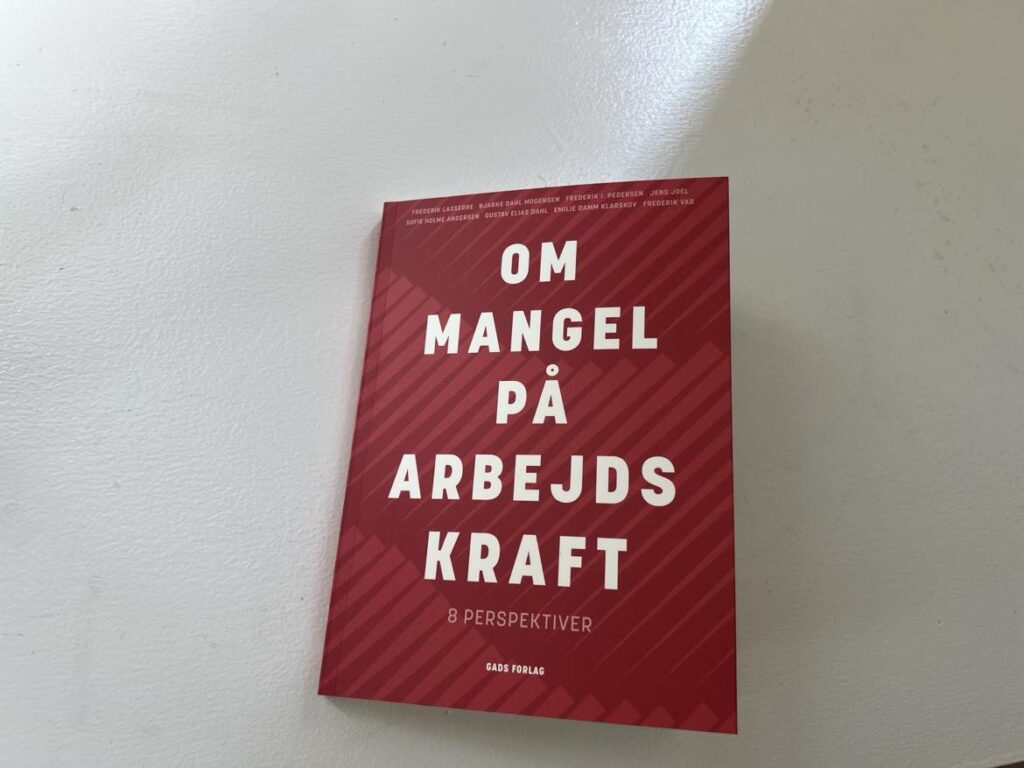 FREDERIK LASSERRE BJARKE DAHL MOGENSEN FREDERIK I. PEDERSEN JENS JOEL
SOFIE HOLME ANDERSEN GUSTAV ELIAS DAHL EMILIE DAMM KLARSKOV FREDERIK VAD
OM
MANGEL
PÅ
ARBEJDS
KRAFT
8 PERSPEKTIVER
GADS FORLAG